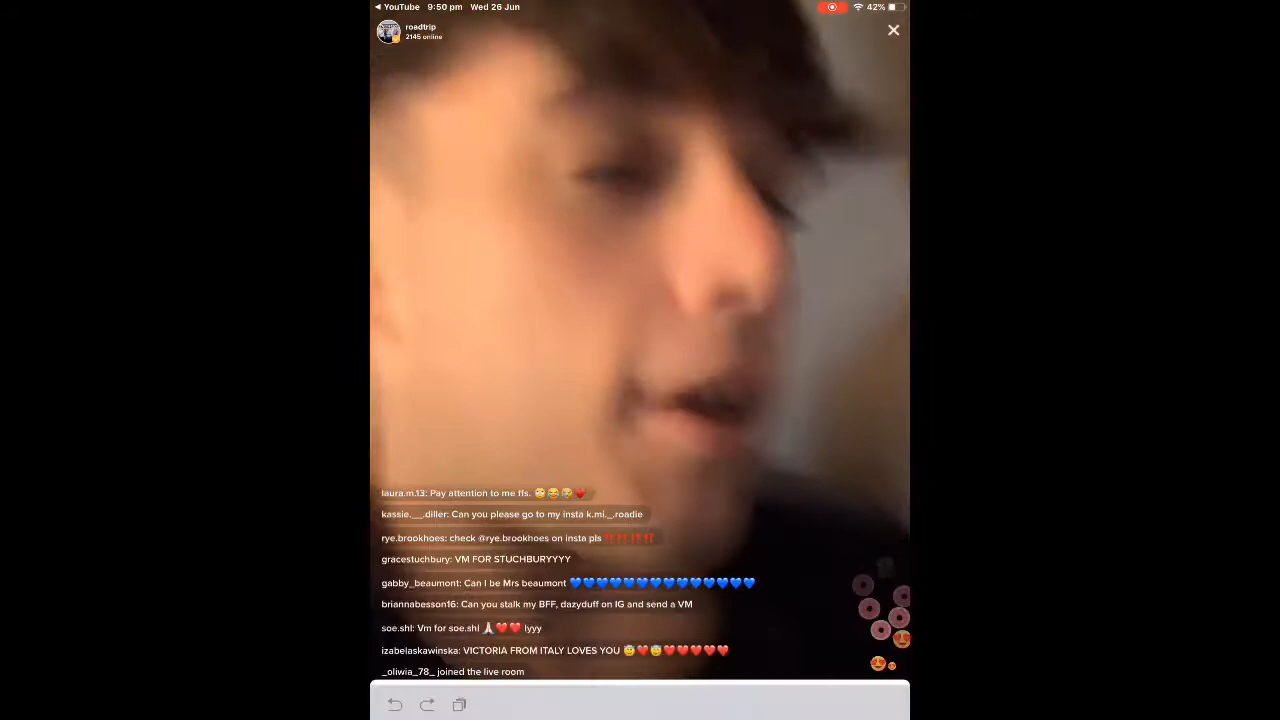 YouTube 9:50 pm Wed 26 Jun 42%
roadtrip
2145 online
laura.m.13: Pay attention to me ffs. 🙄😂😢❤️
kassie.__.diller: Can you please go to my insta k.mi._.roadie
rye.brookhoes: check @rye.brookhoes on insta pls ‼️‼️‼️‼️
gracestuchbury: VM FOR STUCHBURYYYY
gabby_beaumont: Can I be Mrs beaumont 💙💙💙💙💙💙💙💙💙💙💙💙💙💙
briannabesson16: Can you stalk my BFF, dazyduff on IG and send a VM
soe.shl: Vm for soe.shi 🙏🏻❤️❤️ lyyy
izabelaskawinska: VICTORIA FROM ITALY LOVES YOU 😇❤️😇❤️❤️❤️❤️❤️
_oliwia_78_ joined the live room